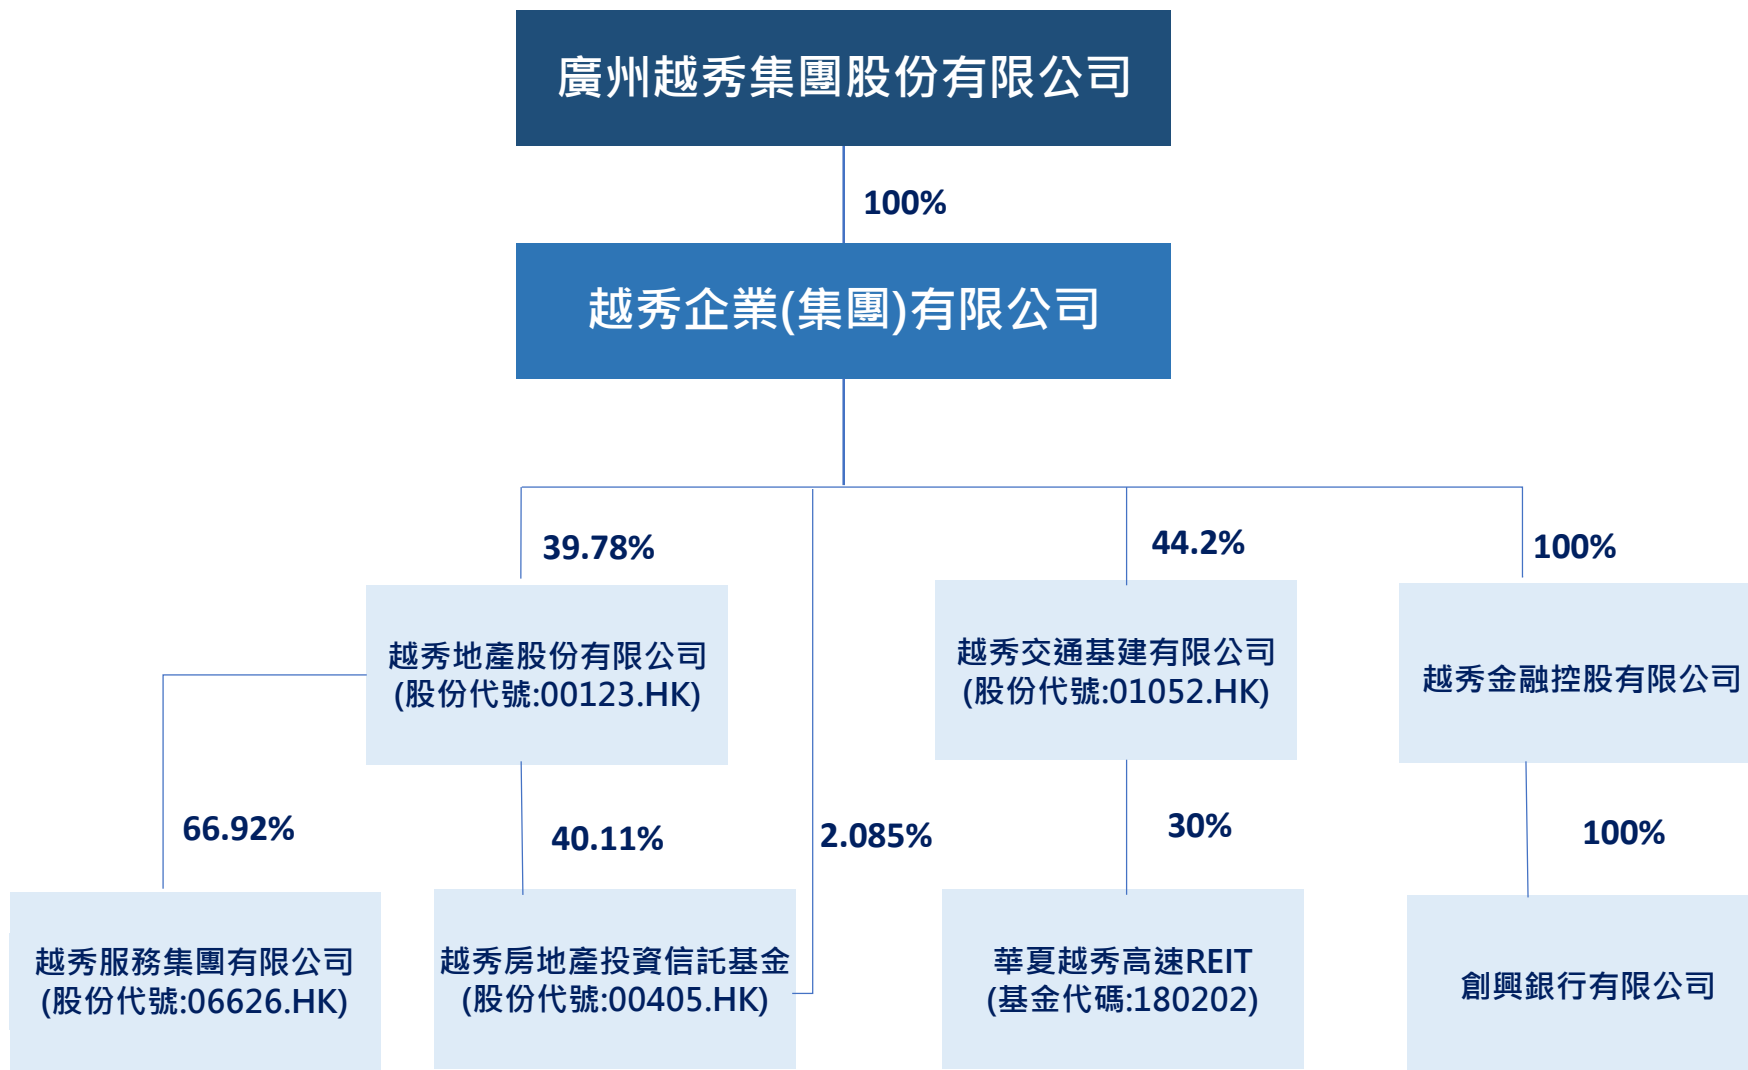 廣州越秀集團股份有限公司
100%
越秀企業(集團)有限公司
39.78%
44.2%
100%
越秀地產股份有限公司
(股份代號:00123.HK)
越秀交通基建有限公司
(股份代號:01052.HK)
越秀金融控股有限公司
66.92%
40.11%
2.085%
30%
100%
越秀服務集團有限公司
(股份代號:06626.HK)
越秀房地產投資信託基金
(股份代號:00405.HK)
華夏越秀高速REIT
(基金代碼:180202)
創興銀行有限公司